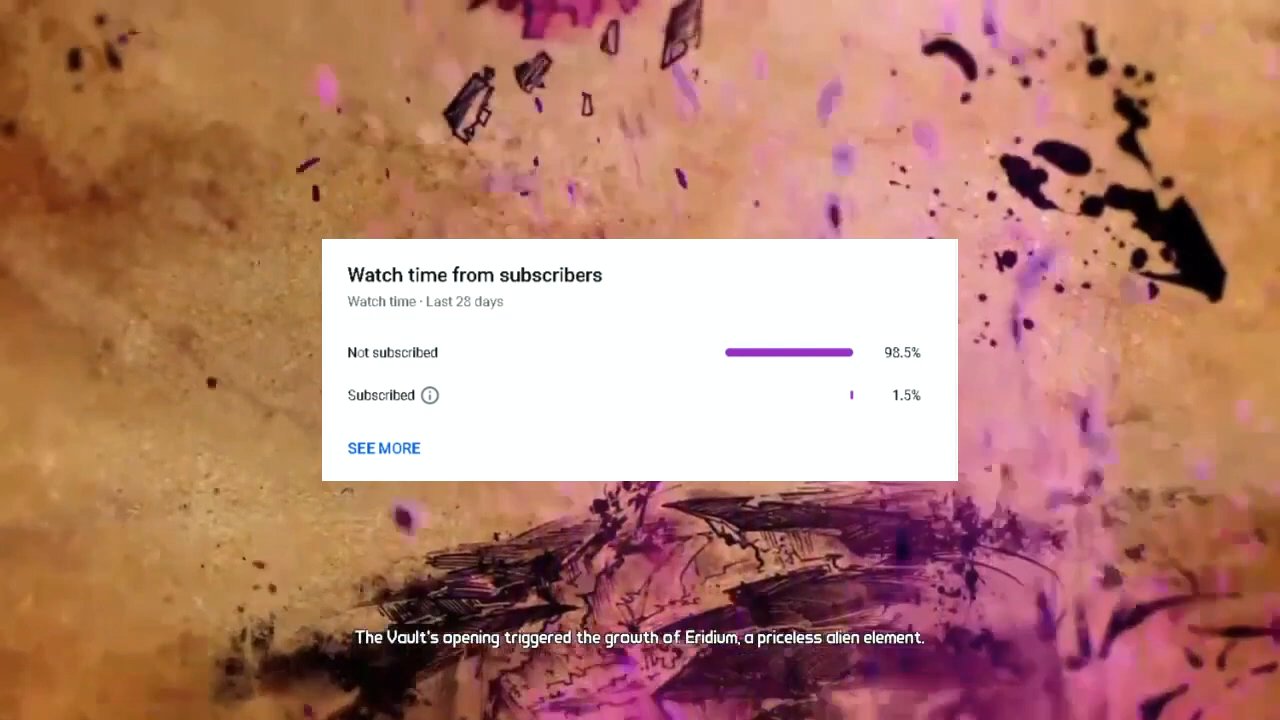 Watch time from subscribers
Watch time · Last 28 days
Not subscribed 98.5%
Subscribed 1.5%
SEE MORE
The Vault's opening triggered the growth of Eridium, a priceless alien element.